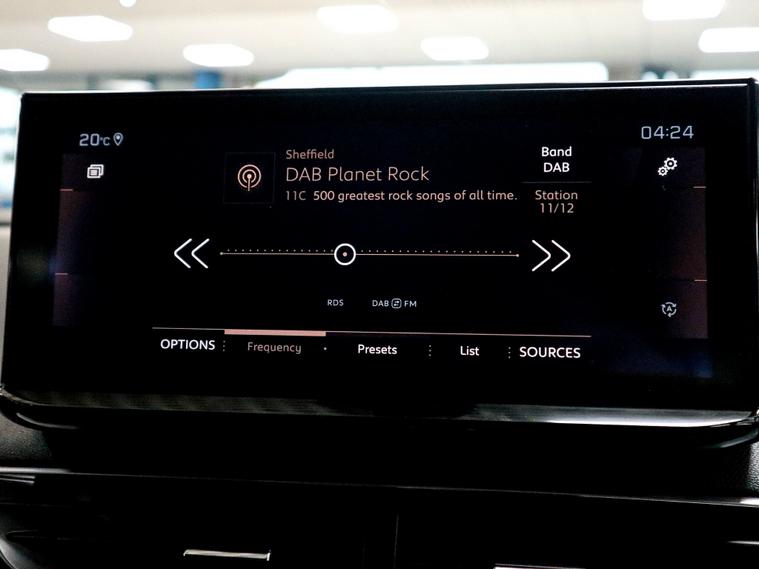 20°C
04:24
Sheffield
DAB Planet Rock
11C 500 greatest rock songs of all time.
Band
DAB
Station
11/12
RDS
DAB FM
OPTIONS
Frequency
Presets
List
SOURCES
A